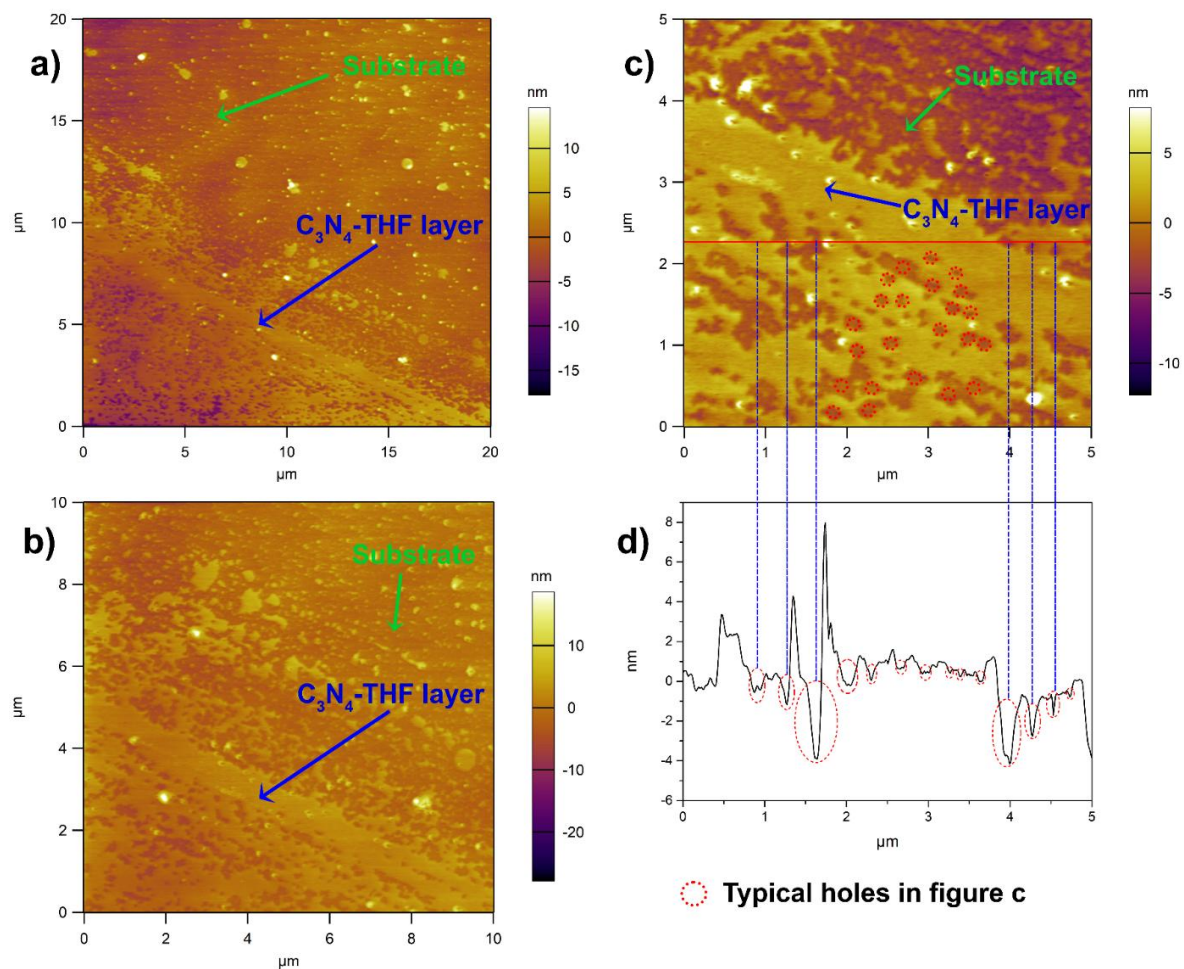 a)
20
15
10
5
0
µm
0
5
10
15
20
µm
Substrate
C₃N₄-THF layer
nm
10
5
0
-5
-10
-15
b)
10
8
6
4
2
0
µm
0
2
4
6
8
10
µm
Substrate
C₃N₄-THF layer
nm
10
0
-10
-20
c)
5
4
3
2
1
0
µm
0
1
2
3
4
5
µm
Substrate
C₃N₄-THF layer
nm
5
0
-5
-10
d)
8
6
4
2
0
-2
-4
-6
nm
0
1
2
3
4
5
µm
Typical holes in figure c